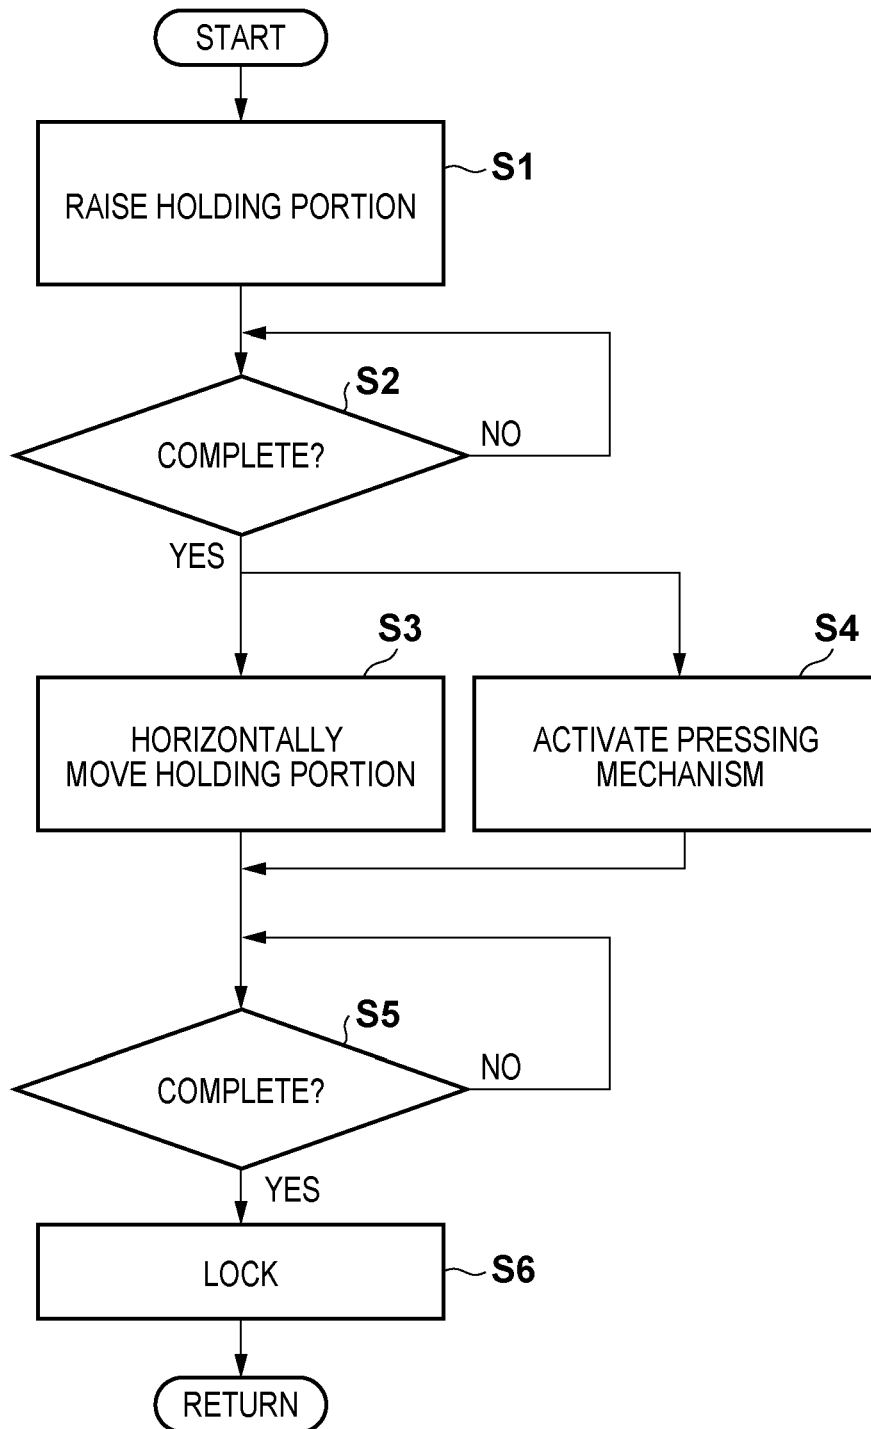 START
RAISE HOLDING PORTION
S1
S2
COMPLETE?
NO
YES
S3
S4
HORIZONTALLY
MOVE HOLDING PORTION
ACTIVATE PRESSING
MECHANISM
S5
COMPLETE?
NO
YES
LOCK
S6
RETURN